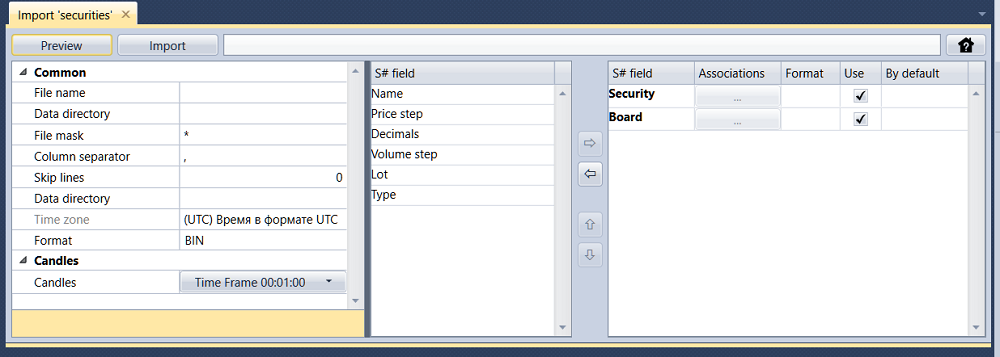 Import 'securities'
Preview Import
Common
File name
Data directory
File mask *
Column separator ,
Skip lines 0
Data directory
Time zone (UTC) Время в формате UTC
Format BIN
Candles
Candles Time Frame 00:01:00
S# field
Name
Price step
Decimals
Volume step
Lot
Type
S# field Associations Format Use By default
Security ...
Board ...